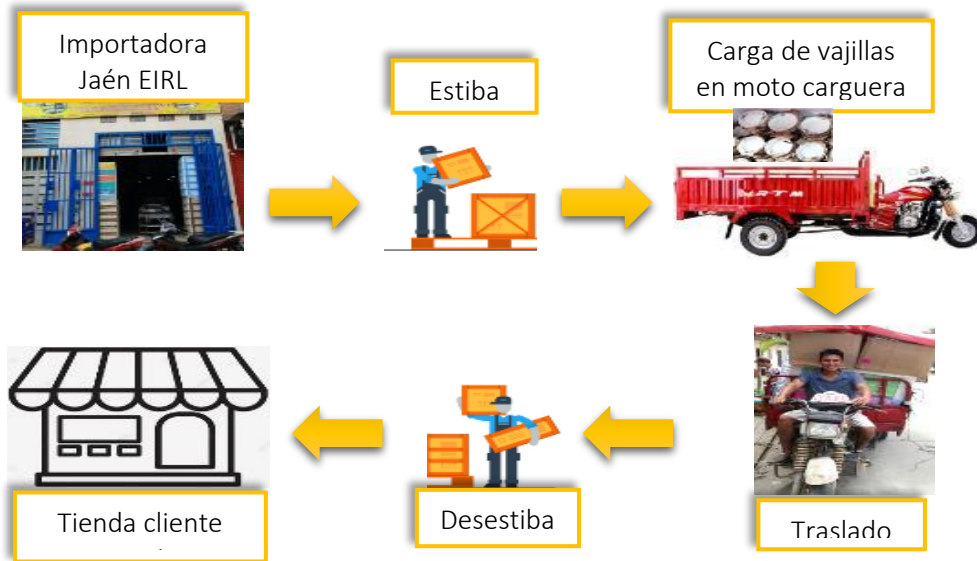 Importadora
Jaén EIRL
Estiba
Carga de vajillas
en moto carguera
Traslado
Desestiba
Tienda cliente